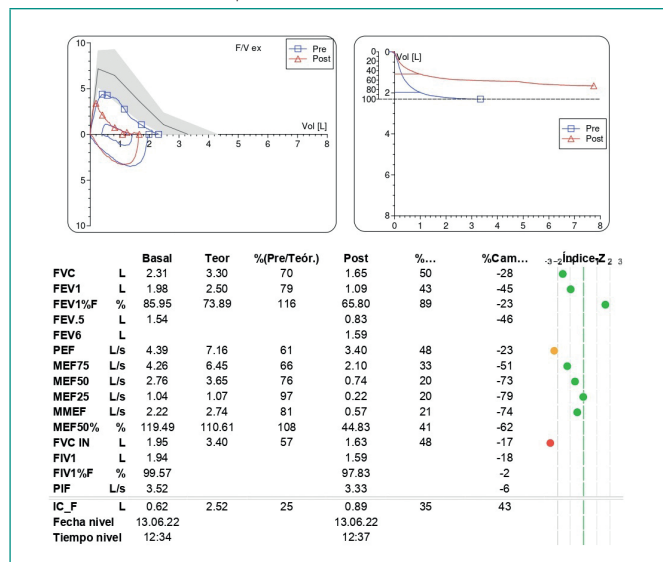 F/V ex
Pre
Post
10
5
0
5
10
Vol [L]
1 2 3 4 5 6 7 8
Vol [L]
0
20
40
60
80
100
0
2
4
6
8
Pre
Post
0 1 2 3 4 5 6 7 8
Basal Teor %(Pre/Teór.) Post %... %Cam... -3 -2 Índice-Z 1 2 3
FVC L 2.31 3.30 70 1.65 50 -28
FEV1 L 1.98 2.50 79 1.09 43 -45
FEV1%F % 85.95 73.89 116 65.80 89 -23
FEV.5 L 1.54 0.83 -46
FEV6 L 1.59
PEF L/s 4.39 7.16 61 3.40 48 -23
MEF75 L/s 4.26 6.45 66 2.10 33 -51
MEF50 L/s 2.76 3.65 76 0.74 20 -73
MEF25 L/s 1.04 1.07 97 0.22 20 -79
MMEF L/s 2.22 2.74 81 0.57 21 -74
MEF50% % 119.49 110.61 108 44.83 41 -62
FVC IN L 1.95 3.40 57 1.63 48 -17
FIV1 L 1.94 1.59 -18
FIV1%F % 99.57 97.83 -2
PIF L/s 3.52 3.33 -6
IC_F L 0.62 2.52 25 0.89 35 43
Fecha nivel 13.06.22 13.06.22
Tiempo nivel 12:34 12:37